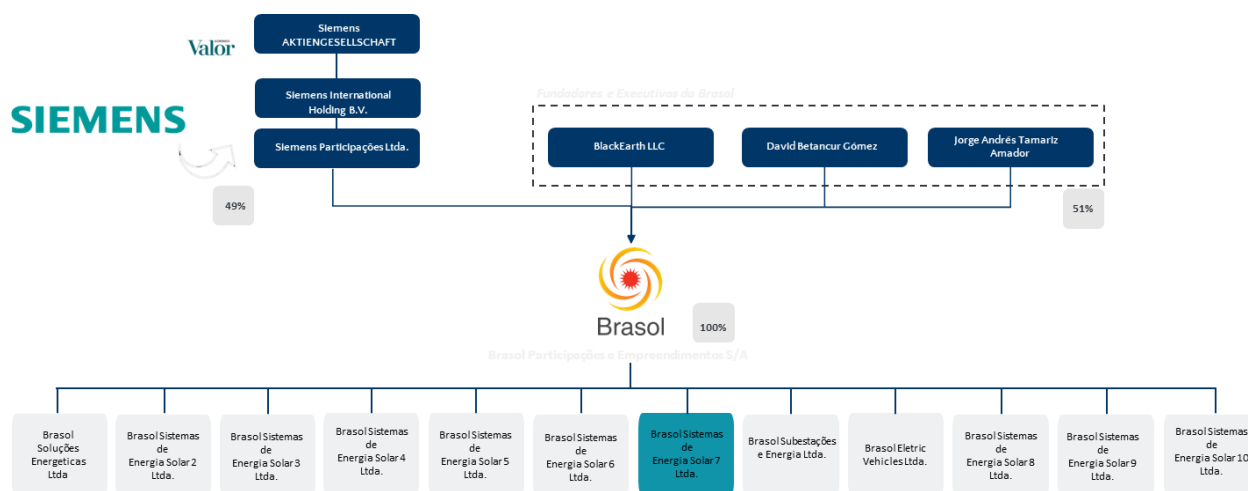 Siemens
AKTIENGESELLSCHAFT
Valor
Siemens International
Holding B.V.
Fundadores e Executivos da Brasol
SIEMENS
Siemens Participações Ltda.
BlackEarth LLC
David Betancur Gómez
Jorge Andrés Tamariz
Amador
49%
51%
Brasol
100%
Brasol Participações e Empreendimentos S/A
Brasol
Soluções
Energeticas
Ltda
Brasol Sistemas
de
Energia Solar 2
Ltda.
Brasol Sistemas
de
Energia Solar 3
Ltda.
Brasol Sistemas
de
Energia Solar 4
Ltda.
Brasol Sistemas
de
Energia Solar 5
Ltda.
Brasol Sistemas
de
Energia Solar 6
Ltda.
Brasol Sistemas
de
Energia Solar 7
Ltda.
Brasol Subestações
e Energia Ltda.
Brasol Eletric
Vehicles Ltda.
Brasol Sistemas
de
Energia Solar 8
Ltda.
Brasol Sistemas
de
Energia Solar 9
Ltda.
Brasol Sistemas
de
Energia Solar 10
Ltda.